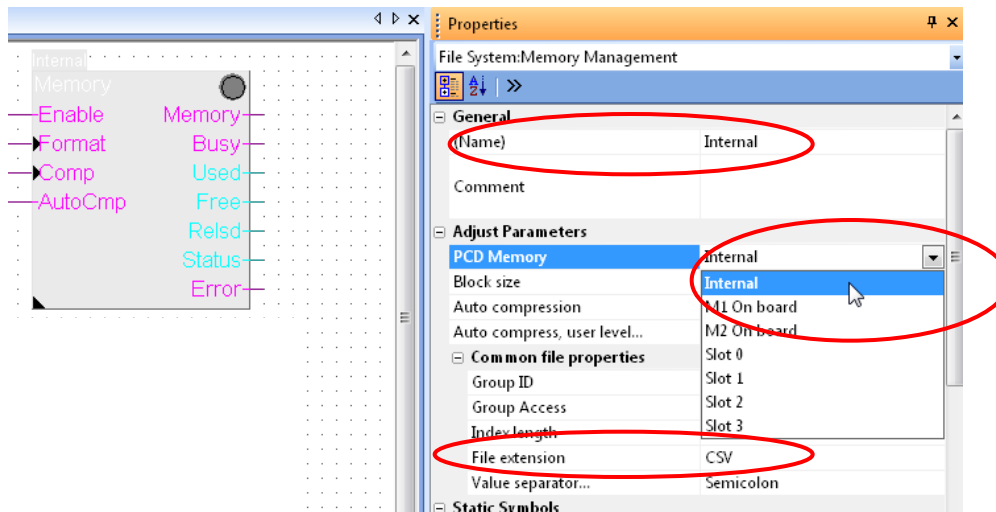 Properties
File System:Memory Management
Internal
Memory
Enable Memory
Format Busy
Comp Used
AutoCmp Free
Relsd
Status
Error
General
(Name) Internal
Comment
Adjust Parameters
PCD Memory Internal
Block size Internal
Auto compression M1 On board
Auto compress, user level... M2 On board
Common file properties Slot 0
Group ID Slot 1
Group Access Slot 2
Index length Slot 3
File extension CSV
Value separator... Semicolon
Static Symbols